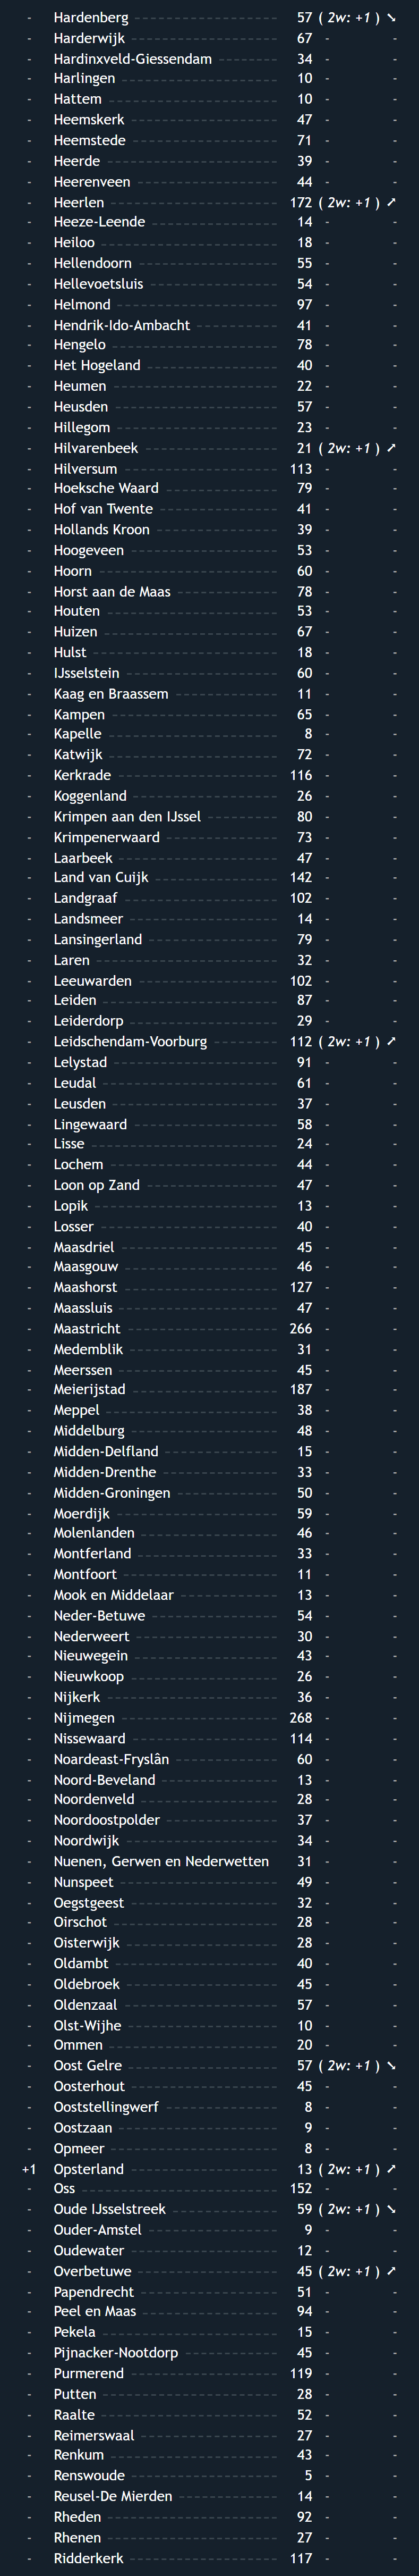 - Hardenberg 57 ( 2w: +1 ) ➘
- Harderwijk 67 - -
- Hardinxveld-Giessendam 34 - -
- Harlingen 10 - -
- Hattem 10 - -
- Heemskerk 47 - -
- Heemstede 71 - -
- Heerde 39 - -
- Heerenveen 44 - -
- Heerlen 172 ( 2w: +1 ) ➚
- Heeze-Leende 14 - -
- Heiloo 18 - -
- Hellendoorn 55 - -
- Hellevoetsluis 54 - -
- Helmond 97 - -
- Hendrik-Ido-Ambacht 41 - -
- Hengelo 78 - -
- Het Hogeland 40 - -
- Heumen 22 - -
- Heusden 57 - -
- Hillegom 23 - -
- Hilvarenbeek 21 ( 2w: +1 ) ➚
- Hilversum 113 - -
- Hoeksche Waard 79 - -
- Hof van Twente 41 - -
- Hollands Kroon 39 - -
- Hoogeveen 53 - -
- Hoorn 60 - -
- Horst aan de Maas 78 - -
- Houten 53 - -
- Huizen 67 - -
- Hulst 18 - -
- IJsselstein 60 - -
- Kaag en Braassem 11 - -
- Kampen 65 - -
- Kapelle 8 - -
- Katwijk 72 - -
- Kerkrade 116 - -
- Koggenland 26 - -
- Krimpen aan den IJssel 80 - -
- Krimpenerwaard 73 - -
- Laarbeek 47 - -
- Land van Cuijk 142 - -
- Landgraaf 102 - -
- Landsmeer 14 - -
- Lansingerland 79 - -
- Laren 32 - -
- Leeuwarden 102 - -
- Leiden 87 - -
- Leiderdorp 29 - -
- Leidschendam-Voorburg 112 ( 2w: +1 ) ➚
- Lelystad 91 - -
- Leudal 61 - -
- Leusden 37 - -
- Lingewaard 58 - -
- Lisse 24 - -
- Lochem 44 - -
- Loon op Zand 47 - -
- Lopik 13 - -
- Losser 40 - -
- Maasdriel 45 - -
- Maasgouw 46 - -
- Maashorst 127 - -
- Maassluis 47 - -
- Maastricht 266 - -
- Medemblik 31 - -
- Meerssen 45 - -
- Meierijstad 187 - -
- Meppel 38 - -
- Middelburg 48 - -
- Midden-Delfland 15 - -
- Midden-Drenthe 33 - -
- Midden-Groningen 50 - -
- Moerdijk 59 - -
- Molenlanden 46 - -
- Montferland 33 - -
- Montfoort 11 - -
- Mook en Middelaar 13 - -
- Neder-Betuwe 54 - -
- Nederweert 30 - -
- Nieuwegein 43 - -
- Nieuwkoop 26 - -
- Nijkerk 36 - -
- Nijmegen 268 - -
- Nissewaard 114 - -
- Noardeast-Fryslân 60 - -
- Noord-Beveland 13 - -
- Noordenveld 28 - -
- Noordoostpolder 37 - -
- Noordwijk 34 - -
- Nuenen, Gerwen en Nederwetten 31 - -
- Nunspeet 49 - -
- Oegstgeest 32 - -
- Oirschot 28 - -
- Oisterwijk 28 - -
- Oldambt 40 - -
- Oldebroek 45 - -
- Oldenzaal 57 - -
- Olst-Wijhe 10 - -
- Ommen 20 - -
- Oost Gelre 57 ( 2w: +1 ) ➘
- Oosterhout 45 - -
- Ooststellingwerf 8 - -
- Oostzaan 9 - -
- Opmeer 8 - -
+1 Opsterland 13 ( 2w: +1 ) ➚
- Oss 152 - -
- Oude IJsselstreek 59 ( 2w: +1 ) ➘
- Ouder-Amstel 9 - -
- Oudewater 12 - -
- Overbetuwe 45 ( 2w: +1 ) ➚
- Papendrecht 51 - -
- Peel en Maas 94 - -
- Pekela 15 - -
- Pijnacker-Nootdorp 45 - -
- Purmerend 119 - -
- Putten 28 - -
- Raalte 52 - -
- Reimerswaal 27 - -
- Renkum 43 - -
- Renswoude 5 - -
- Reusel-De Mierden 14 - -
- Rheden 92 - -
- Rhenen 27 - -
- Ridderkerk 117 - -